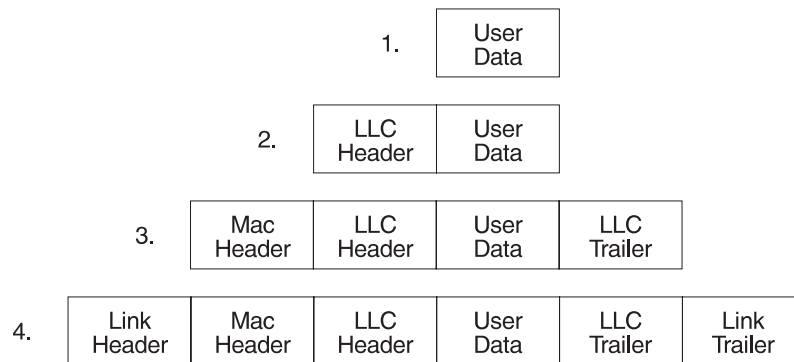 1. User Data
2. LLC Header User Data
3. Mac Header LLC Header User Data LLC Trailer
4. Link Header Mac Header LLC Header User Data LLC Trailer Link Trailer